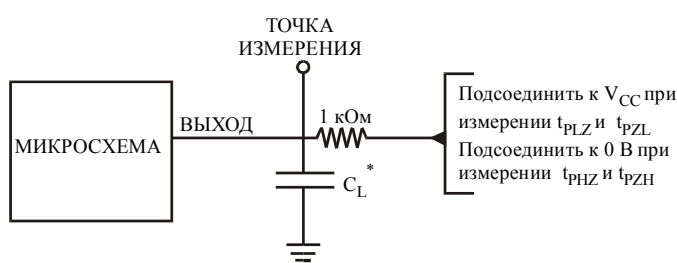 ТОЧКА
ИЗМЕРЕНИЯ
МИКРОСХЕМА
ВЫХОД
1 кОм
C_L*
Подсоединить к V_CC при
измерении t_PLZ и t_PZL
Подсоединить к 0 В при
измерении t_PHZ и t_PZH